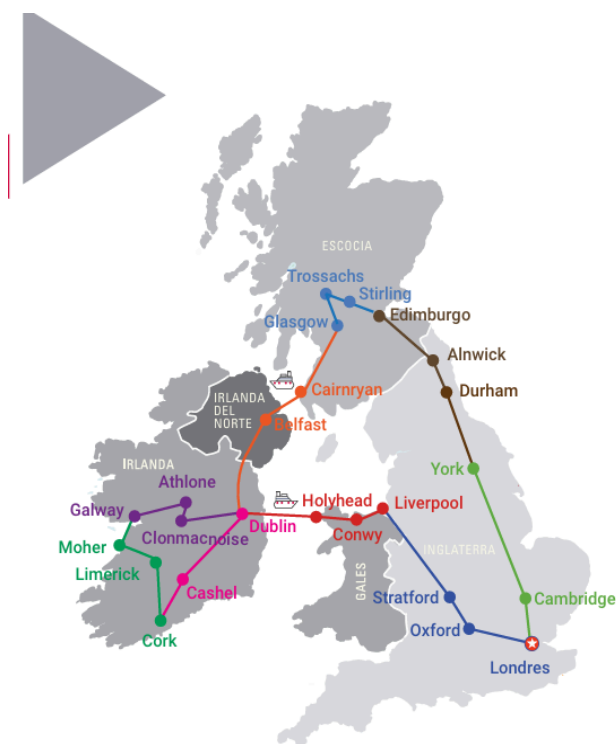 ESCOCIA
Trossachs
Stirling
Edimburgo
Glasgow
Alnwick
Cairnryan
Durham
IRLANDA
DEL
NORTE
Belfast
IRLANDA
Athlone
York
Galway
Holyhead
Liverpool
Clonmacnoise
Dublin
Conwy
Moher
INGLATERRA
Limerick
GALES
Cashel
Stratford
Cambridge
Oxford
Cork
Londres